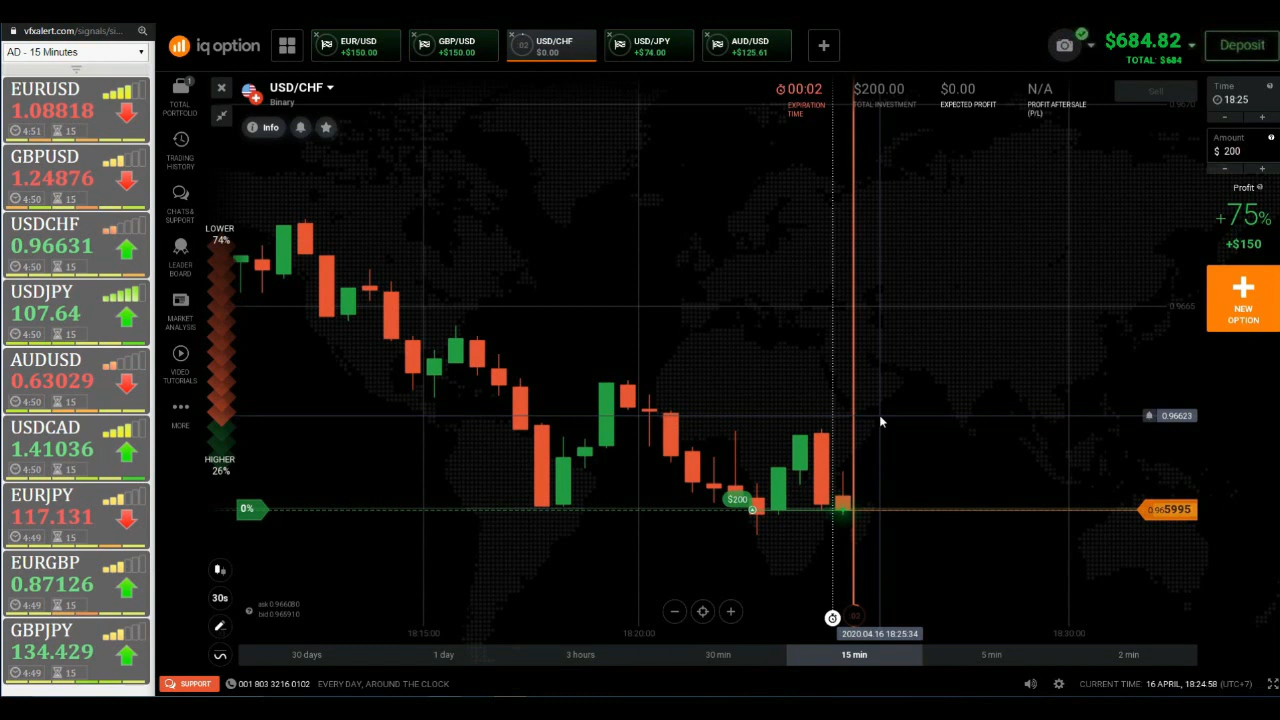 vfxalert.com/signals/si...
AD - 15 Minutes
EURUSD
1.08818
4:51 15
GBPUSD
1.24876
4:50 15
USDCHF
0.96631
4:50 15
USDJPY
107.64
4:50 15
AUDUSD
0.63029
4:50 15
USDCAD
1.41036
4:50 15
EURJPY
117.131
4:49 15
EURGBP
0.87126
4:49 15
GBPJPY
134.429
4:49 15
iq option
EUR/USD
+$150.00
GBP/USD
+$150.00
:02
USD/CHF
$0.00
USD/JPY
+$74.00
AUD/USD
+$125.61
$684.82
TOTAL: $684
Deposit
1
TOTAL
PORTFOLIO
TRADING
HISTORY
CHATS &
SUPPORT
LEADER
BOARD
MARKET
ANALYSIS
VIDEO
TUTORIALS
MORE
USD/CHF
Binary
Info
00:02
EXPIRATION
TIME
$200.00
TOTAL INVESTMENT
$0.00
EXPECTED PROFIT
N/A
PROFIT AFTER SALE
(P/L)
Sell
0.9670
LOWER
74%
HIGHER
26%
0.9665
0.96623
0%
$200
0.965995
30s
ask 0.966080
bid 0.965910
:02
18:15:00
18:20:00
2020.04.16 18:25:34
18:30:00
30 days
1 day
3 hours
30 min
15 min
5 min
2 min
Time
18:25
Amount
$ 200
Profit
+75%
+$150
NEW
OPTION
SUPPORT
001 803 3216 0102 EVERY DAY, AROUND THE CLOCK
CURRENT TIME: 16 APRIL, 18:24:58 (UTC+7)